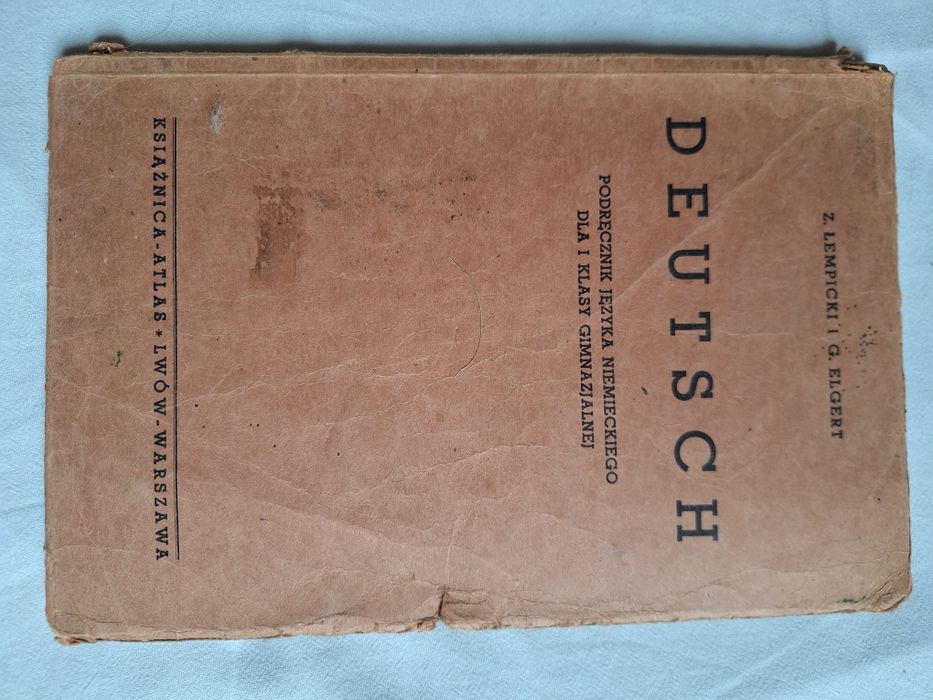 Z. ŁEMPICKI I G. ELGERT
DEUTSCH
PODRĘCZNIK JĘZYKA NIEMIECKIEGO
DLA I KLASY GIMNAZJALNEJ
KSIĄŻNICA-ATLAS * LWÓW-WARSZAWA